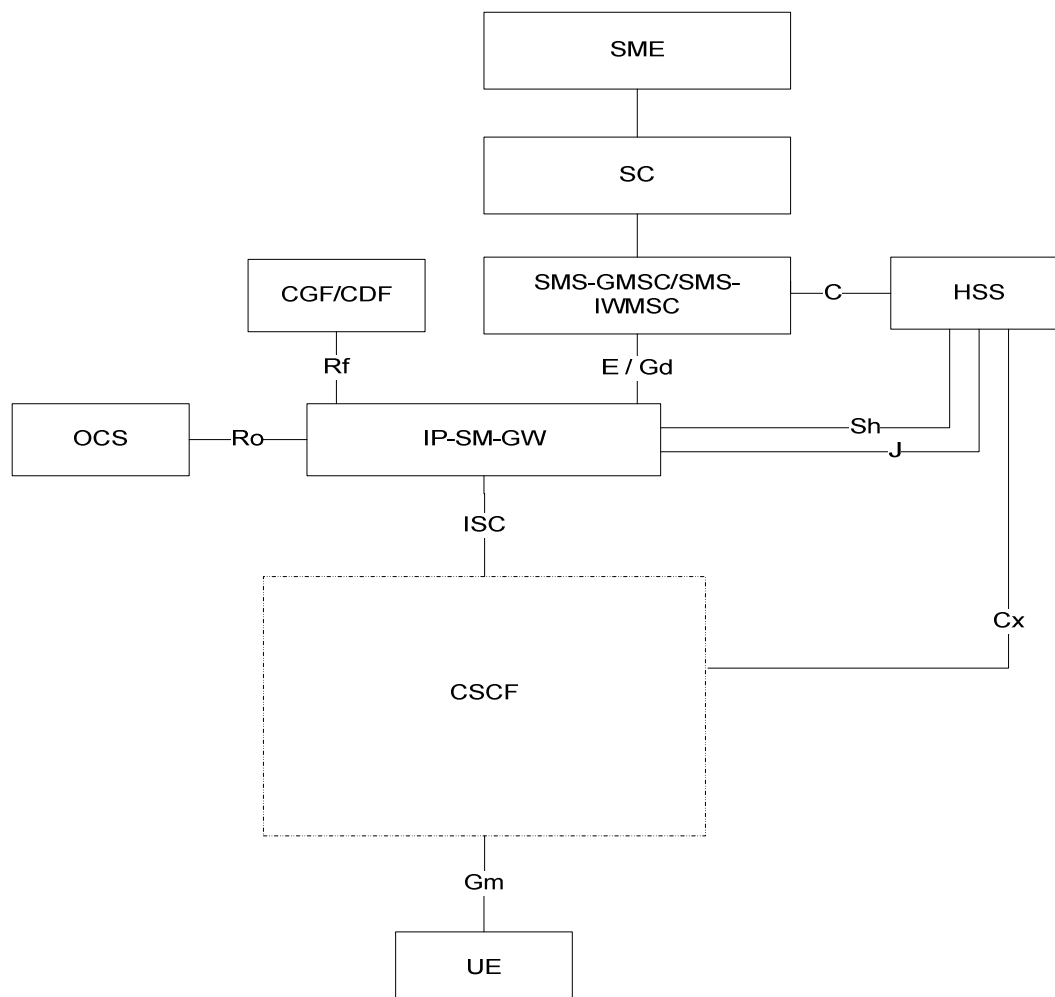 SME
SC
CGF/CDF
SMS-GMSC/SMS-
IWMSC
C
HSS
Rf
E / Gd
OCS
Ro
IP-SM-GW
Sh
J
ISC
Cx
CSCF
Gm
UE